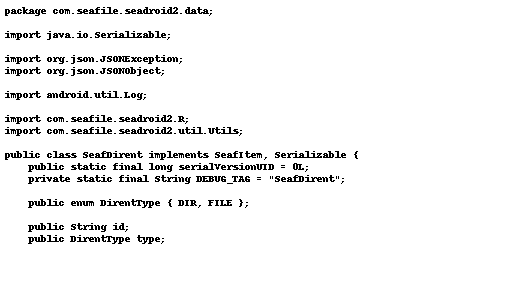 package com.seafile.seadroid2.data;
import java.io.Serializable;
import org.json.JSONException;
import org.json.JSONObject;
import android.util.Log;
import com.seafile.seadroid2.R;
import com.seafile.seadroid2.util.Utils;
public class SeafDirent implements SeafItem, Serializable {
    public static final long serialVersionUID = 0L;
    private static final String DEBUG_TAG = "SeafDirent";
    public enum DirentType { DIR, FILE };
    public String id;
    public DirentType type;